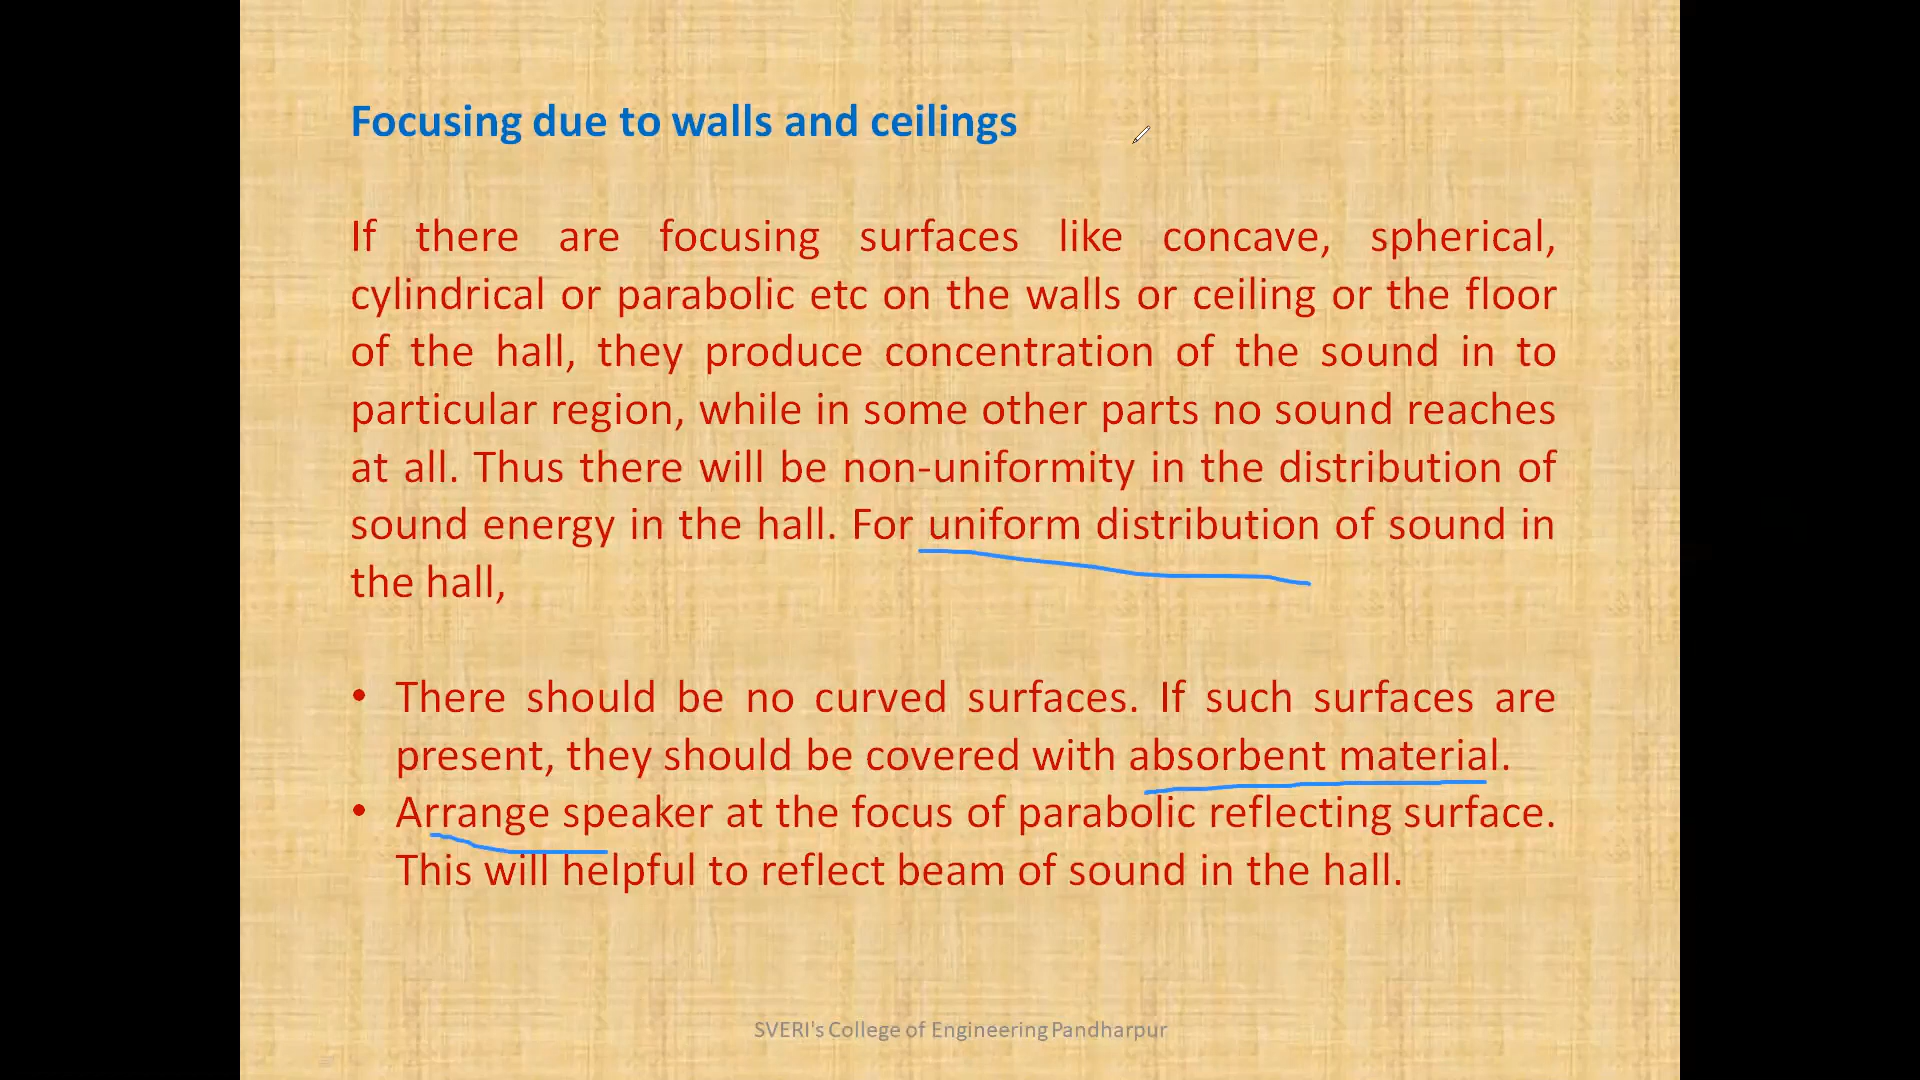 Focusing due to walls and ceilings
If there are focusing surfaces like concave, spherical,
cylindrical or parabolic etc on the walls or ceiling or the floor
of the hall, they produce concentration of the sound in to
particular region, while in some other parts no sound reaches
at all. Thus there will be non-uniformity in the distribution of
sound energy in the hall. For uniform distribution of sound in
the hall,
• There should be no curved surfaces. If such surfaces are
present, they should be covered with absorbent material.
• Arrange speaker at the focus of parabolic reflecting surface.
This will helpful to reflect beam of sound in the hall.
SVERI's College of Engineering Pandharpur